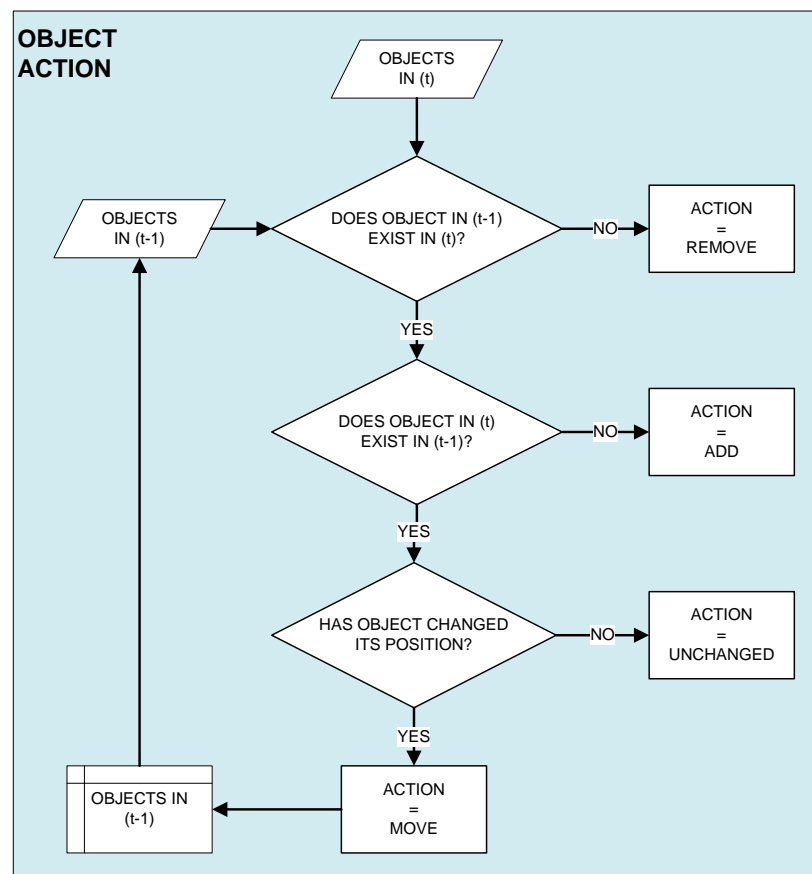 OBJECT
ACTION
OBJECTS
IN (t)
OBJECTS
IN (t-1)
DOES OBJECT IN (t-1)
EXIST IN (t)?
NO
ACTION
=
REMOVE
YES
DOES OBJECT IN (t)
EXIST IN (t-1)?
NO
ACTION
=
ADD
YES
HAS OBJECT CHANGED
ITS POSITION?
NO
ACTION
=
UNCHANGED
YES
ACTION
=
MOVE
OBJECTS IN
(t-1)